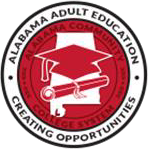 ALABAMA ADULT EDUCATION
ALABAMA COMMUNITY
COLLEGE SYSTEM
CREATING OPPORTUNITIES